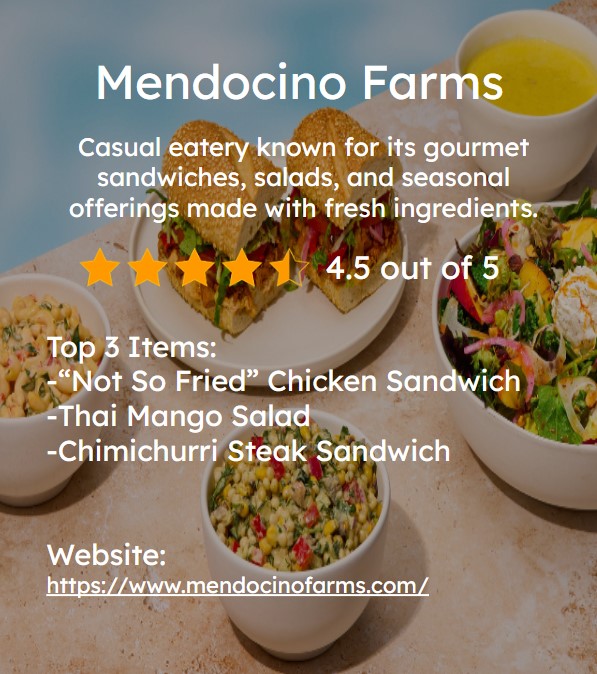 Mendocino Farms
Casual eatery known for its gourmet
sandwiches, salads, and seasonal
offerings made with fresh ingredients.
4.5 out of 5
Top 3 Items:
-“Not So Fried” Chicken Sandwich
-Thai Mango Salad
-Chimichurri Steak Sandwich
Website:
https://www.mendocinofarms.com/